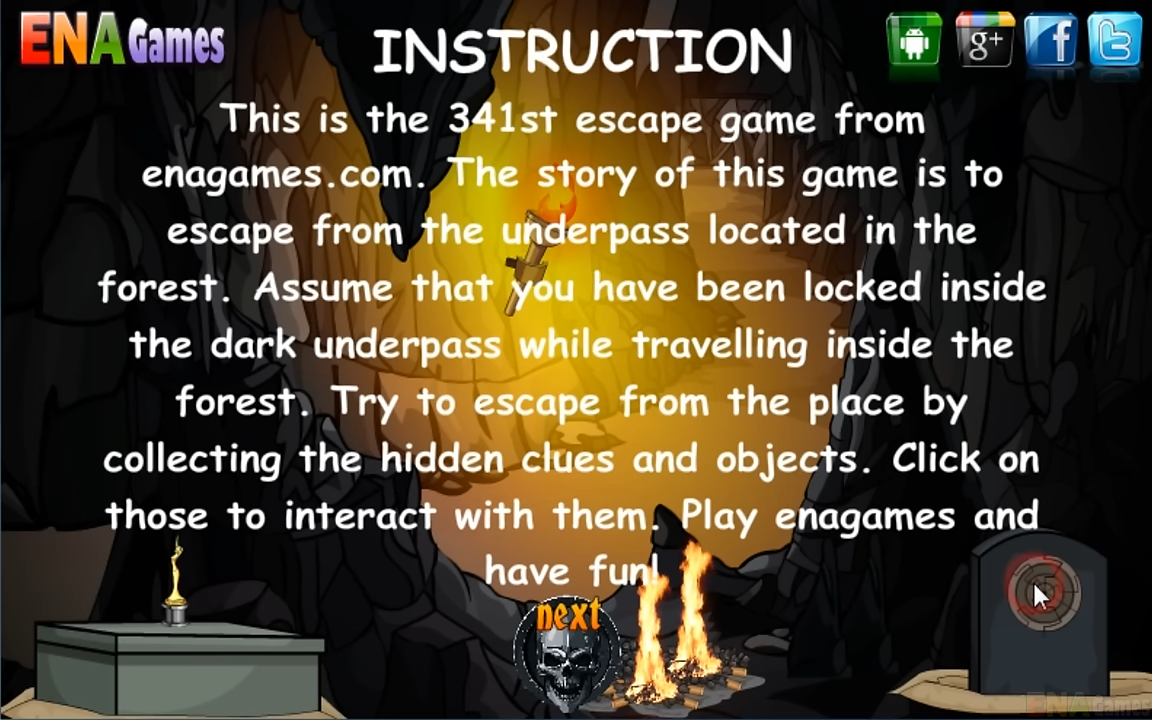 ENA Games
INSTRUCTION
g+
f
This is the 341st escape game from
enagames.com. The story of this game is to
escape from the underpass located in the
forest. Assume that you have been locked inside
the dark underpass while travelling inside the
forest. Try to escape from the place by
collecting the hidden clues and objects. Click on
those to interact with them. Play enagames and
have fun!
next
ENA Games